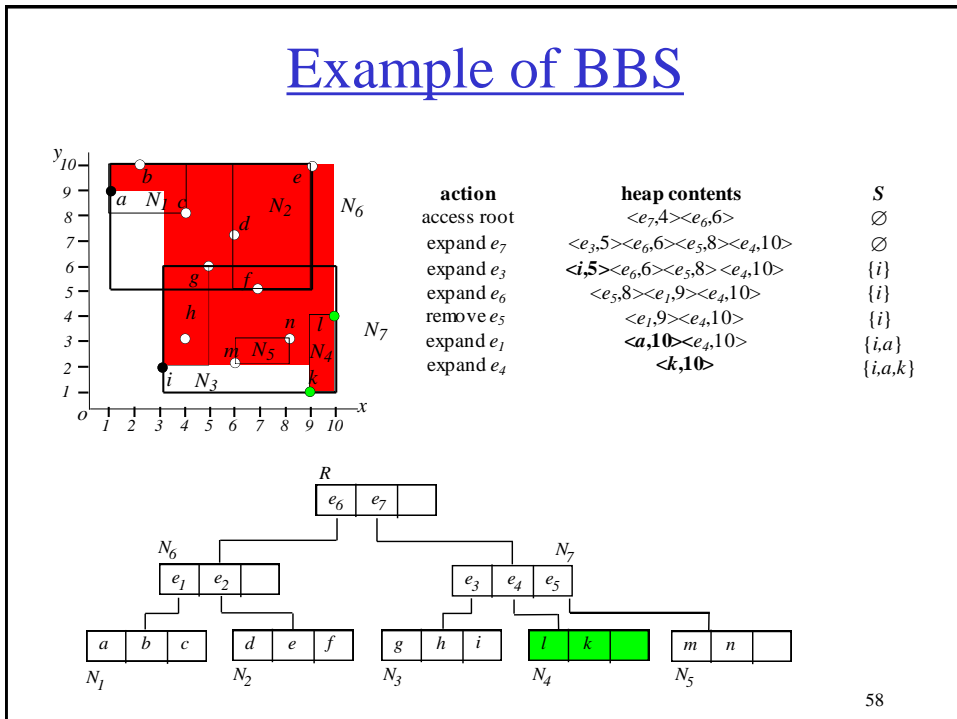 Example of BBS
y
10
9
8
7
6
5
4
3
2
1
o
1 2 3 4 5 6 7 8 9 10
x
b
e
a N1 c
N2
N6
d
g
f
h
n
l
N7
m
N5
N4
i
N3
k
action heap contents S
access root <e7,4><e6,6> ∅
expand e7 <e3,5><e6,6><e5,8><e4,10> ∅
expand e3 <i,5><e6,6><e5,8><e4,10> {i}
expand e6 <e5,8><e1,9><e4,10> {i}
remove e5 <e1,9><e4,10> {i}
expand e1 <a,10><e4,10> {i,a}
expand e4 <k,10> {i,a,k}
R
e6 e7
N6 N7
e1 e2 e3 e4 e5
a b c d e f g h i l k m n
N1 N2 N3 N4 N5
58